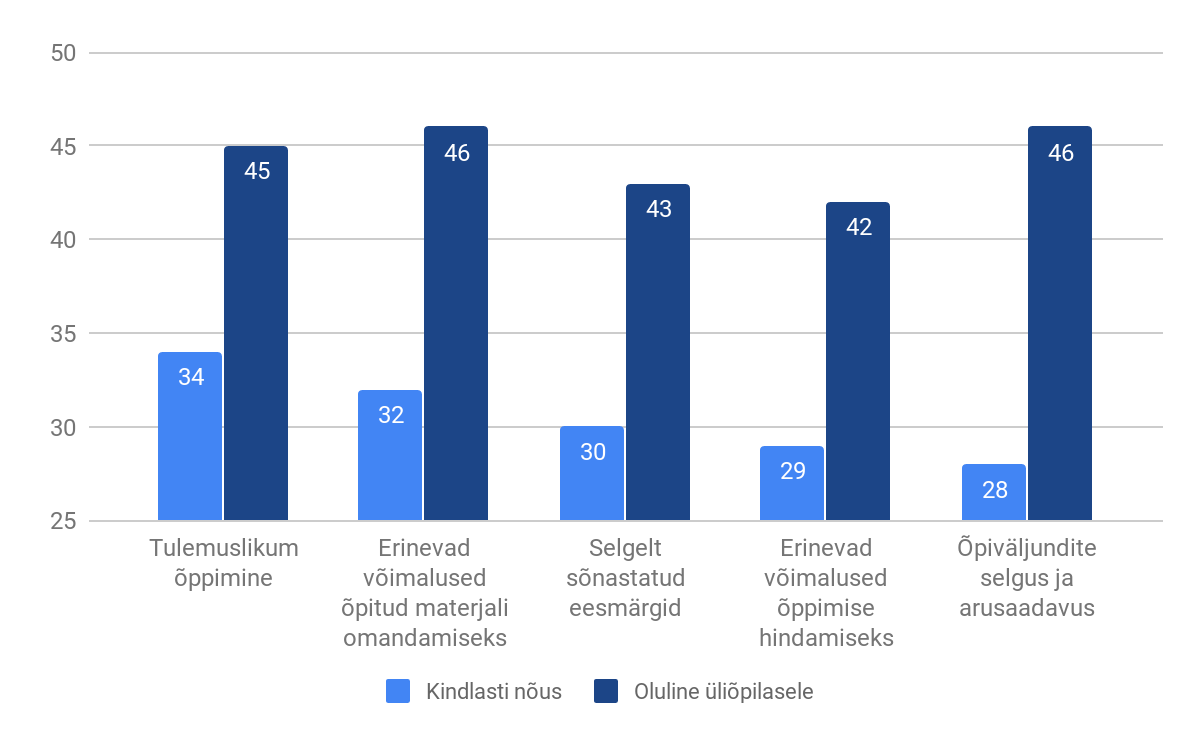 50
45
40
35
30
25
34
45
32
46
30
43
29
42
28
46
Tulemuslikum
õppimine
Erinevad
võimalused
õpitud materjali
omandamiseks
Selgelt
sõnastatud
eesmärgid
Erinevad
võimalused
õppimise
hindamiseks
Õpiväljundite
selgus ja
arusaadavus
Kindlasti nõus
Oluline üliõpilasele